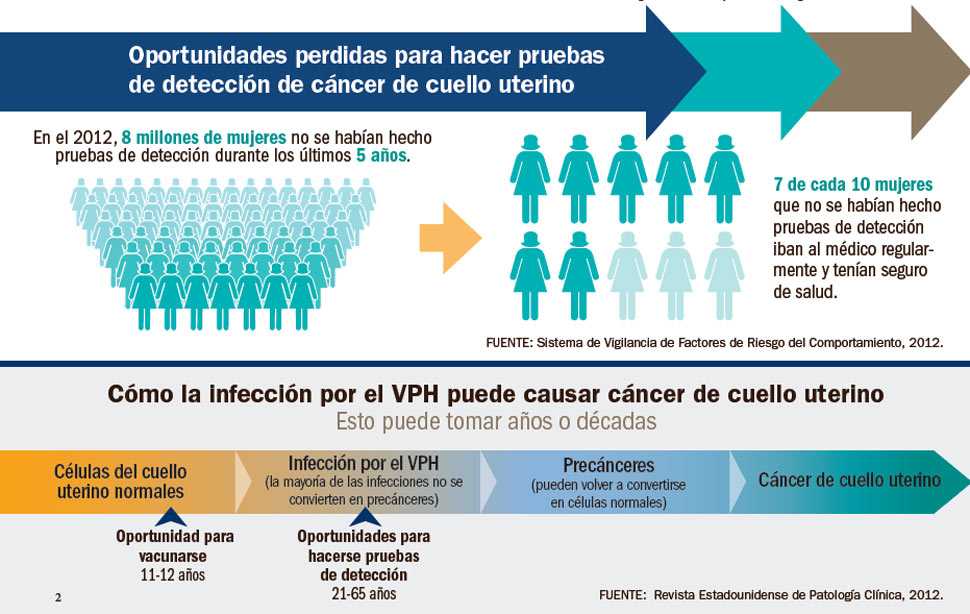 Oportunidades perdidas para hacer pruebas
de detección de cáncer de cuello uterino
En el 2012, 8 millones de mujeres no se habían hecho
pruebas de detección durante los últimos 5 años.
7 de cada 10 mujeres
que no se habían hecho
pruebas de detección
iban al médico regular-
mente y tenían seguro
de salud.
FUENTE: Sistema de Vigilancia de Factores de Riesgo del Comportamiento, 2012.
Cómo la infección por el VPH puede causar cáncer de cuello uterino
Esto puede tomar años o décadas
Células del cuello
uterino normales
Infección por el VPH
(la mayoría de las infecciones no se
convierten en precánceres)
Precánceres
(pueden volver a convertirse
en células normales)
Cáncer de cuello uterino
Oportunidad para
vacunarse
11-12 años
Oportunidades para
hacerse pruebas
de detección
21-65 años
2
FUENTE: Revista Estadounidense de Patología Clínica, 2012.